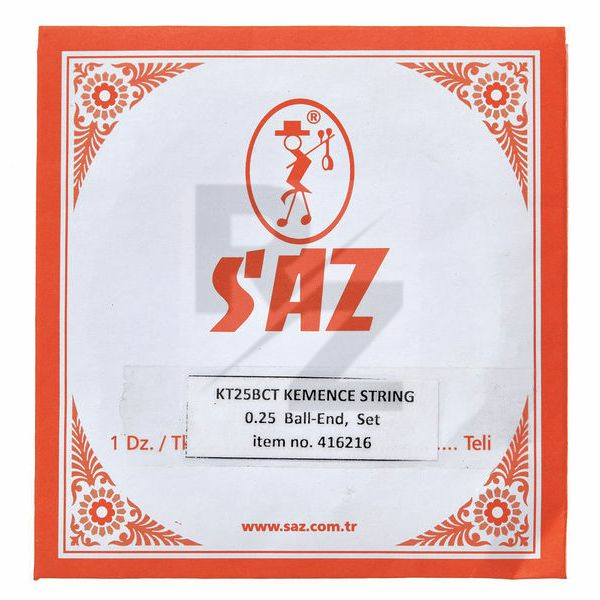 ®
SAZ
KT25BCT KEMENCE STRING
0.25 Ball-End, Set
item no. 416216
1 Dz. / .... Teli
www.saz.com.tr